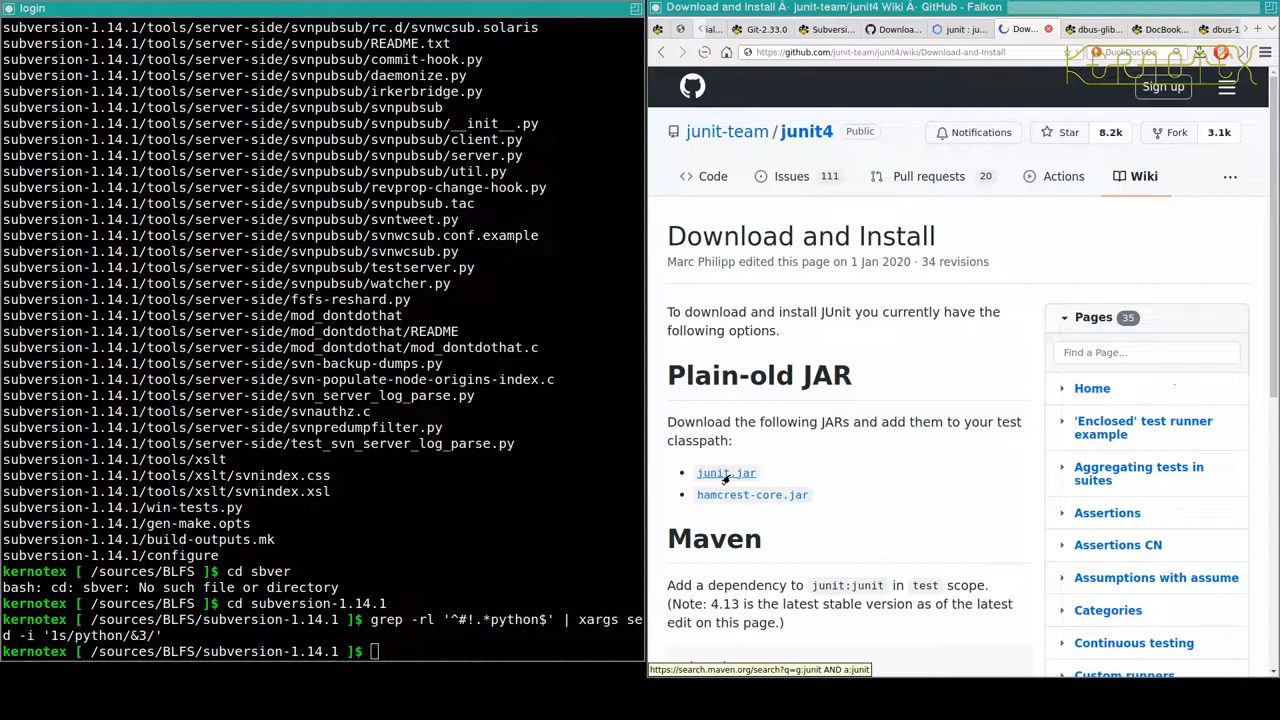 login
subversion-1.14.1/tools/server-side/svnpubsub/rc.d/svnwcsub.solaris
subversion-1.14.1/tools/server-side/svnpubsub/README.txt
subversion-1.14.1/tools/server-side/svnpubsub/commit-hook.py
subversion-1.14.1/tools/server-side/svnpubsub/daemonize.py
subversion-1.14.1/tools/server-side/svnpubsub/irkerbridge.py
subversion-1.14.1/tools/server-side/svnpubsub/svnpubsub
subversion-1.14.1/tools/server-side/svnpubsub/svnpubsub/__init__.py
subversion-1.14.1/tools/server-side/svnpubsub/svnpubsub/client.py
subversion-1.14.1/tools/server-side/svnpubsub/svnpubsub/server.py
subversion-1.14.1/tools/server-side/svnpubsub/svnpubsub/util.py
subversion-1.14.1/tools/server-side/svnpubsub/revprop-change-hook.py
subversion-1.14.1/tools/server-side/svnpubsub/svnpubsub.tac
subversion-1.14.1/tools/server-side/svnpubsub/svntweet.py
subversion-1.14.1/tools/server-side/svnpubsub/svnwcsub.conf.example
subversion-1.14.1/tools/server-side/svnpubsub/svnwcsub.py
subversion-1.14.1/tools/server-side/svnpubsub/testserver.py
subversion-1.14.1/tools/server-side/svnpubsub/watcher.py
subversion-1.14.1/tools/server-side/fsfs-reshard.py
subversion-1.14.1/tools/server-side/mod_dontdothat
subversion-1.14.1/tools/server-side/mod_dontdothat/README
subversion-1.14.1/tools/server-side/mod_dontdothat/mod_dontdothat.c
subversion-1.14.1/tools/server-side/svn-backup-dumps.py
subversion-1.14.1/tools/server-side/svn-populate-node-origins-index.c
subversion-1.14.1/tools/server-side/svn_server_log_parse.py
subversion-1.14.1/tools/server-side/svnauthz.c
subversion-1.14.1/tools/server-side/svnpredumpfilter.py
subversion-1.14.1/tools/server-side/test_svn_server_log_parse.py
subversion-1.14.1/tools/xslt
subversion-1.14.1/tools/xslt/svnindex.css
subversion-1.14.1/tools/xslt/svnindex.xsl
subversion-1.14.1/win-tests.py
subversion-1.14.1/gen-make.opts
subversion-1.14.1/build-outputs.mk
subversion-1.14.1/configure
kernotex [ /sources/BLFS ]$ cd sbver
bash: cd: sbver: No such file or directory
kernotex [ /sources/BLFS ]$ cd subversion-1.14.1
kernotex [ /sources/BLFS/subversion-1.14.1 ]$ grep -rl '^#!.*python$' | xargs se
d -i '1s/python/&3/'
kernotex [ /sources/BLFS/subversion-1.14.1 ]$
Download and Install Â· junit-team/junit4 Wiki Â· GitHub - Falkon
ial... Git-2.33.0 Subversi... Downloa... junit : ju... Dow... dbus-glib... DocBook... dbus-1
https://github.com/junit-team/junit4/wiki/Download-and-Install DuckDuckGo
KERNOTEX
Sign up
junit-team / junit4 Public Notifications Star 8.2k Fork 3.1k
Code Issues 111 Pull requests 20 Actions Wiki ...
Download and Install
Marc Philipp edited this page on 1 Jan 2020 · 34 revisions
To download and install JUnit you currently have the
following options.
Plain-old JAR
Download the following JARs and add them to your test
classpath:
• junit.jar
• hamcrest-core.jar
Maven
Add a dependency to junit:junit in test scope.
(Note: 4.13 is the latest stable version as of the latest
edit on this page.)
Pages 35
Find a Page...
Home
'Enclosed' test runner
example
Aggregating tests in
suites
Assertions
Assertions CN
Assumptions with assume
Categories
Continuous testing
Custom runners
https://search.maven.org/search?q=g:junit AND a:junit